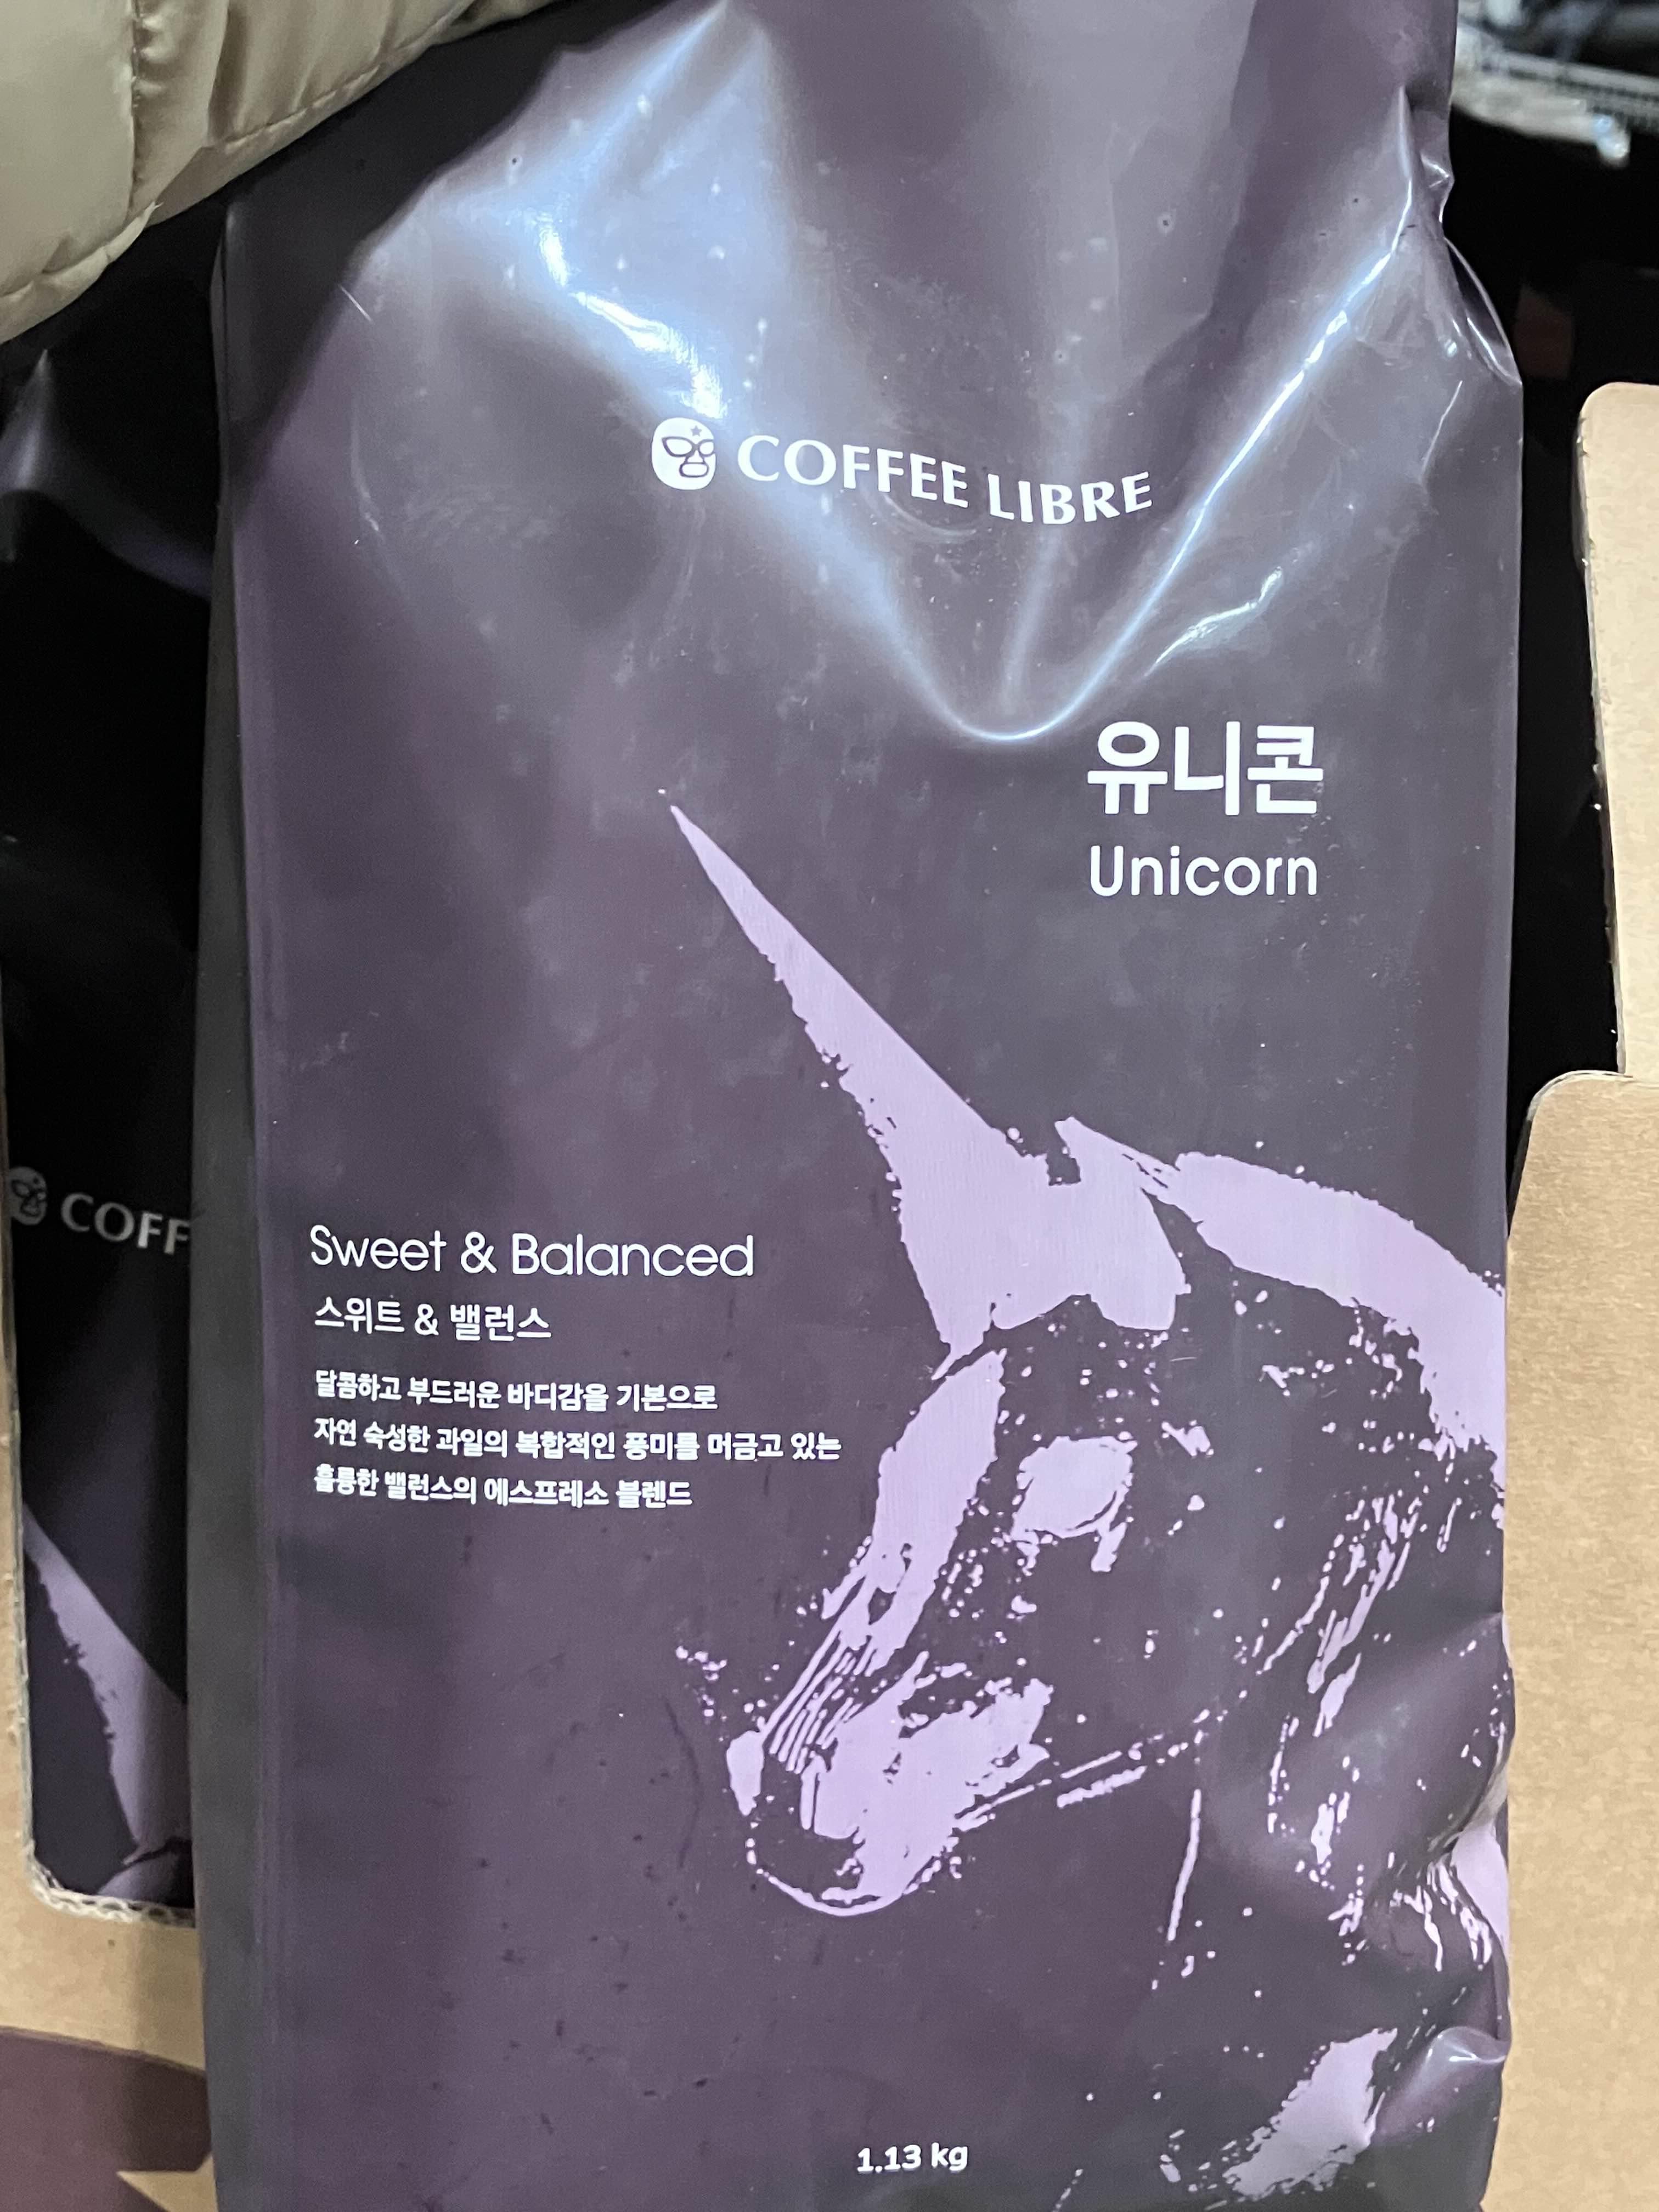 COFFEE LIBRE
유니콘
Unicorn
COFF
Sweet & Balanced
스위트 & 밸런스
달콤하고 부드러운 바디감을 기본으로
자연 숙성한 과일의 복합적인 풍미를 머금고 있는
훌륭한 밸런스의 에스프레소 블렌드
1.13 kg